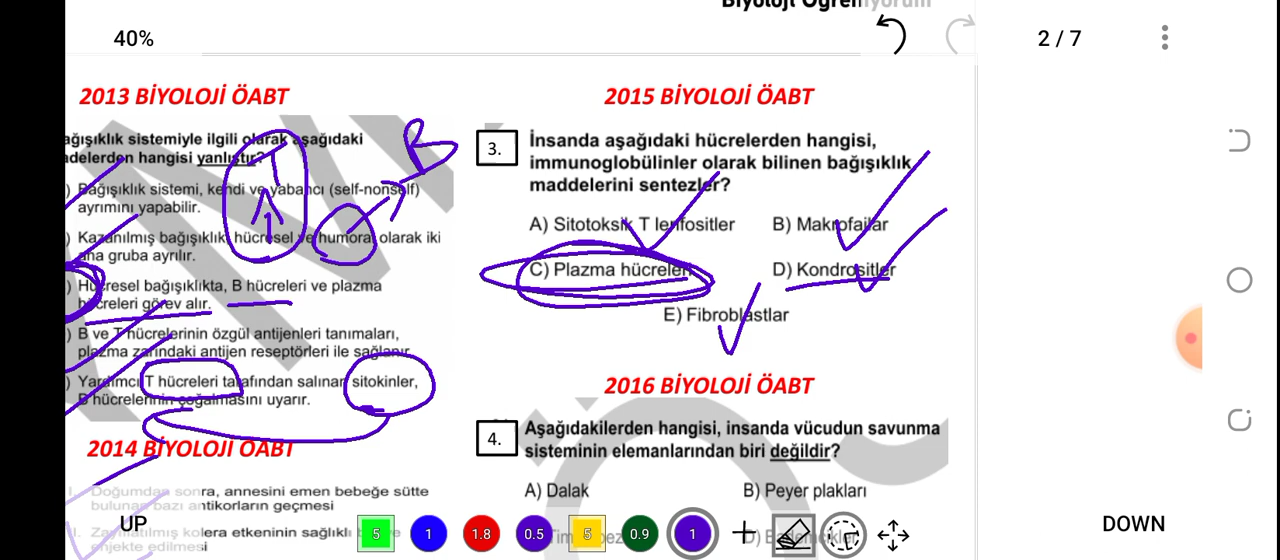 Biyoloji Öğreniyorum
40%
2 / 7
2013 BİYOLOJİ ÖABT
ağışıklık sistemiyle ilgili olarak aşağıdaki
adelerden hangisi yanlıştır?
) Bağışıklık sistemi, kendi ve yabancı (self-nonself)
ayrımını yapabilir.
) Kazanılmış bağışıklık hücresel ve humoral olarak iki
ana gruba ayrılır.
) Hücresel bağışıklıkta, B hücreleri ve plazma
hücreleri görev alır.
) B ve T hücrelerinin özgül antijenleri tanımaları,
plazma zarındaki antijen reseptörleri ile sağlanır.
) Yardımcı T hücreleri tarafından salınan sitokinler,
B hücrelerinin çoğalmasını uyarır.
T
B
2014 BİYOLOJİ ÖABT
I. Doğumdan sonra, annesini emen bebeğe sütte
bulunan bazı antikorların geçmesi
I. Zayıflatılmış kolera etkeninin sağlıklı
enjekte edilmesi
2015 BİYOLOJİ ÖABT
3. İnsanda aşağıdaki hücrelerden hangisi,
immunoglobülinler olarak bilinen bağışıklık
maddelerini sentezler?
A) Sitotoksik T lenfositler B) Makrofajlar
C) Plazma hücreleri D) Kondrositler
E) Fibroblastlar
2016 BİYOLOJİ ÖABT
4. Aşağıdakilerden hangisi, insanda vücudun savunma
sisteminin elemanlarından biri değildir?
A) Dalak B) Peyer plakları
UP 5 1 1.8 0.5 5 0.9 1 DOWN